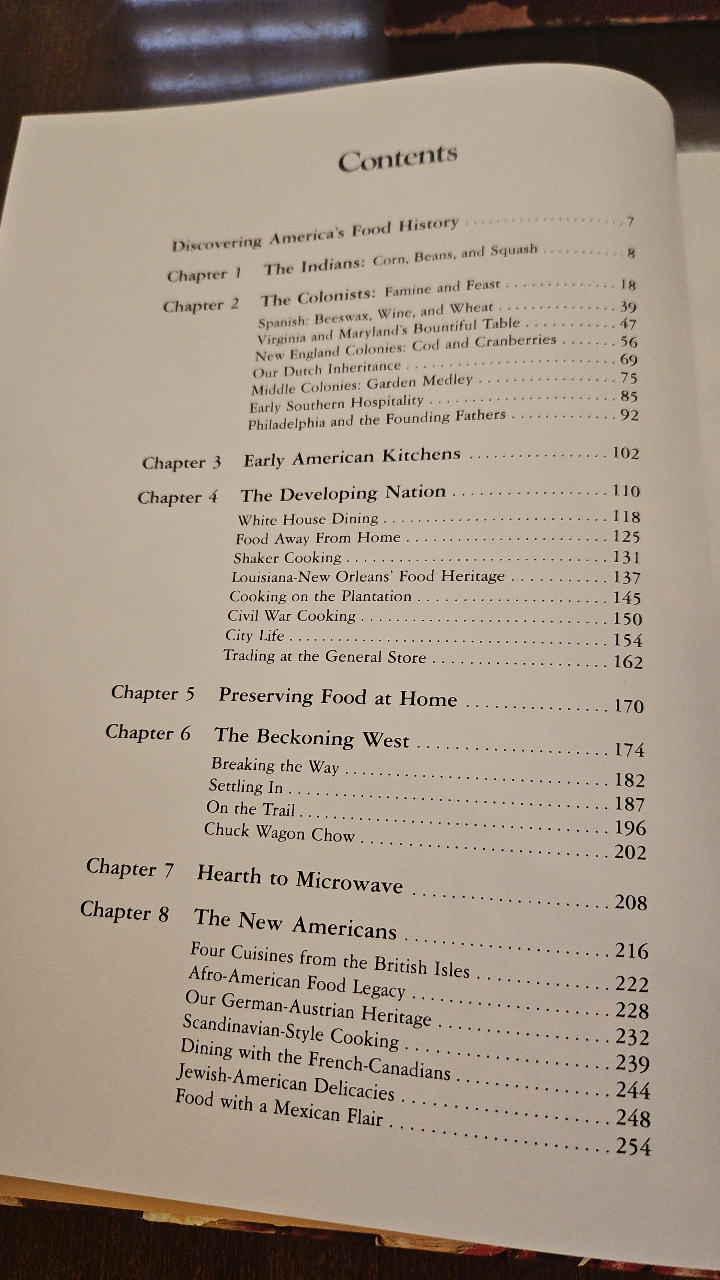 Contents
Discovering America's Food History ........................ 7
Chapter 1 The Indians: Corn, Beans, and Squash ............ 8
Chapter 2 The Colonists: Famine and Feast ................. 18
Spanish: Beeswax, Wine, and Wheat ................. 39
Virginia and Maryland's Bountiful Table ........... 47
New England Colonies: Cod and Cranberries ....... 56
Our Dutch Inheritance ............................. 69
Middle Colonies: Garden Medley .................... 75
Early Southern Hospitality ........................ 85
Philadelphia and the Founding Fathers ............. 92
Chapter 3 Early American Kitchens ................. 102
Chapter 4 The Developing Nation ................... 110
White House Dining ............................... 118
Food Away From Home .............................. 125
Shaker Cooking ................................... 131
Louisiana-New Orleans' Food Heritage ............. 137
Cooking on the Plantation ........................ 145
Civil War Cooking ................................ 150
City Life ........................................ 154
Trading at the General Store ..................... 162
Chapter 5 Preserving Food at Home ................. 170
Chapter 6 The Beckoning West ...................... 174
Breaking the Way ................................. 182
Settling In ...................................... 187
On the Trail ..................................... 196
Chuck Wagon Chow ................................. 202
Chapter 7 Hearth to Microwave ..................... 208
Chapter 8 The New Americans ....................... 216
Four Cuisines from the British Isles ............. 222
Afro-American Food Legacy ........................ 228
Our German-Austrian Heritage ..................... 232
Scandinavian-Style Cooking ....................... 239
Dining with the French-Canadians ................. 244
Jewish-American Delicacies ....................... 248
Food with a Mexican Flair ........................ 254